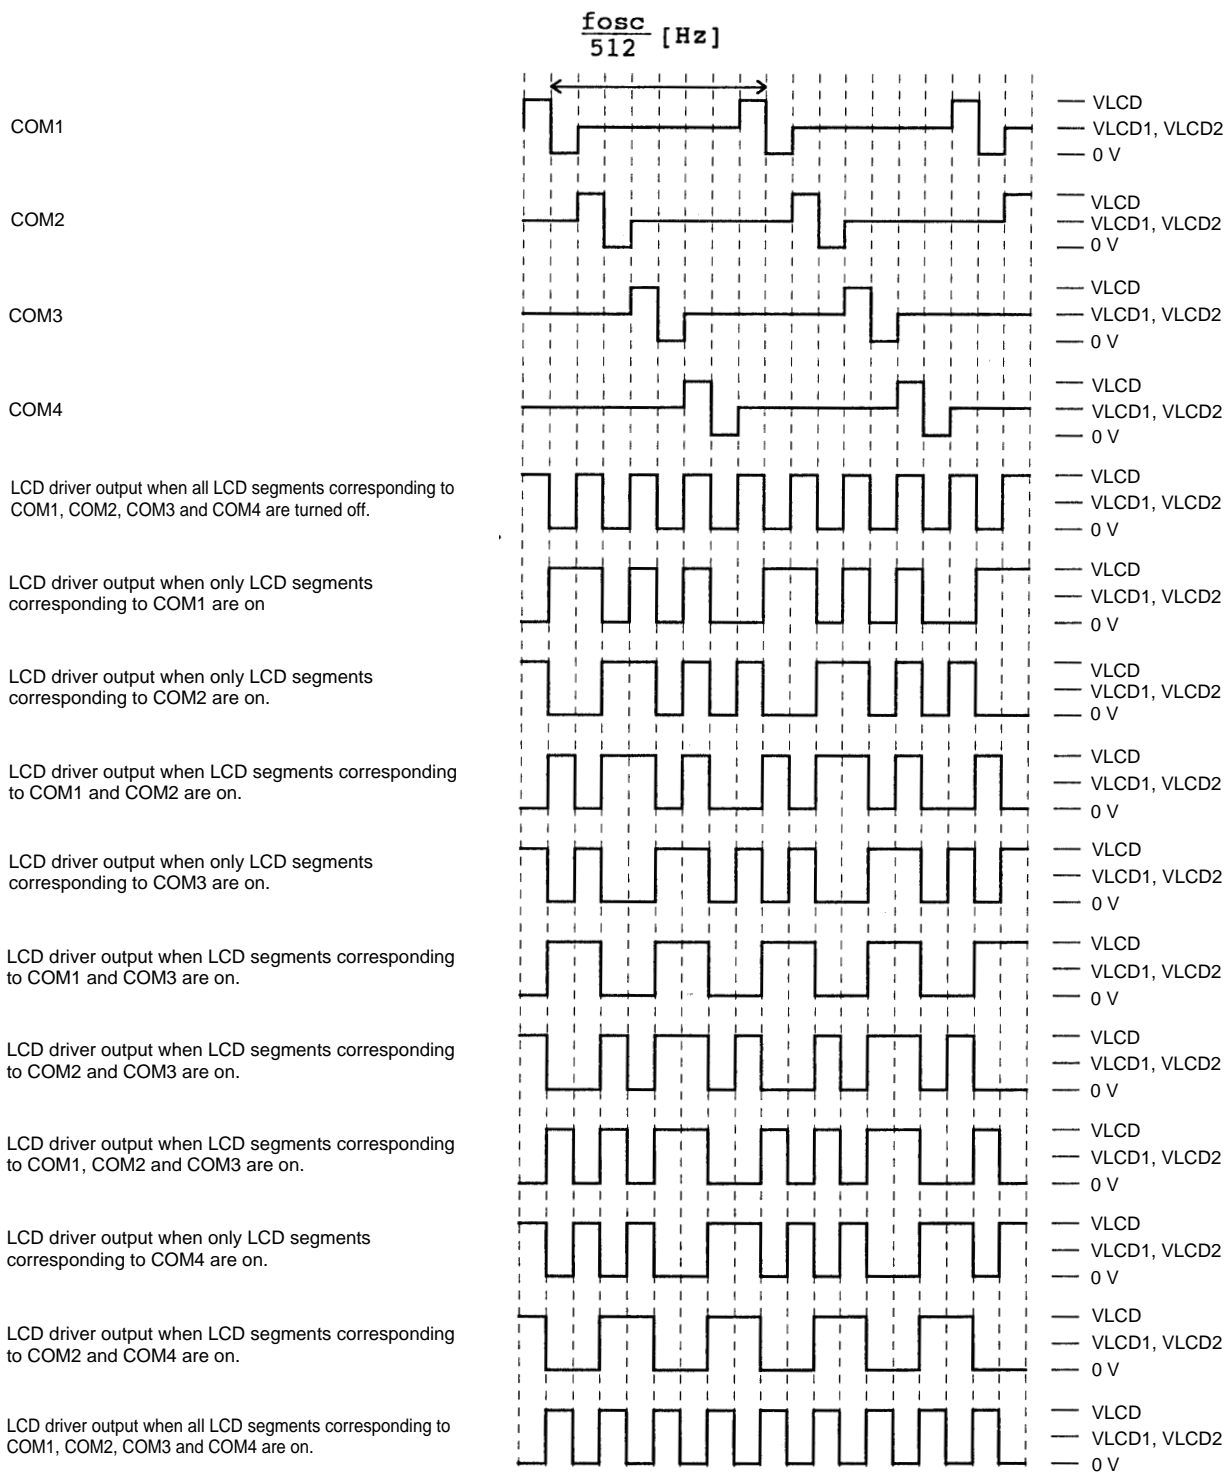 fosc
512
[Hz]
COM1
VLCD
VLCD1, VLCD2
0 V
COM2
VLCD
VLCD1, VLCD2
0 V
COM3
VLCD
VLCD1, VLCD2
0 V
COM4
VLCD
VLCD1, VLCD2
0 V
LCD driver output when all LCD segments corresponding to
COM1, COM2, COM3 and COM4 are turned off.
VLCD
VLCD1, VLCD2
0 V
LCD driver output when only LCD segments
corresponding to COM1 are on
VLCD
VLCD1, VLCD2
0 V
LCD driver output when only LCD segments
corresponding to COM2 are on.
VLCD
VLCD1, VLCD2
0 V
LCD driver output when LCD segments corresponding
to COM1 and COM2 are on.
VLCD
VLCD1, VLCD2
0 V
LCD driver output when only LCD segments
corresponding to COM3 are on.
VLCD
VLCD1, VLCD2
0 V
LCD driver output when LCD segments corresponding
to COM1 and COM3 are on.
VLCD
VLCD1, VLCD2
0 V
LCD driver output when LCD segments corresponding
to COM2 and COM3 are on.
VLCD
VLCD1, VLCD2
0 V
LCD driver output when LCD segments corresponding
to COM1, COM2 and COM3 are on.
VLCD
VLCD1, VLCD2
0 V
LCD driver output when only LCD segments
corresponding to COM4 are on.
VLCD
VLCD1, VLCD2
0 V
LCD driver output when LCD segments corresponding
to COM2 and COM4 are on.
VLCD
VLCD1, VLCD2
0 V
LCD driver output when all LCD segments corresponding to
COM1, COM2, COM3 and COM4 are on.
VLCD
VLCD1, VLCD2
0 V